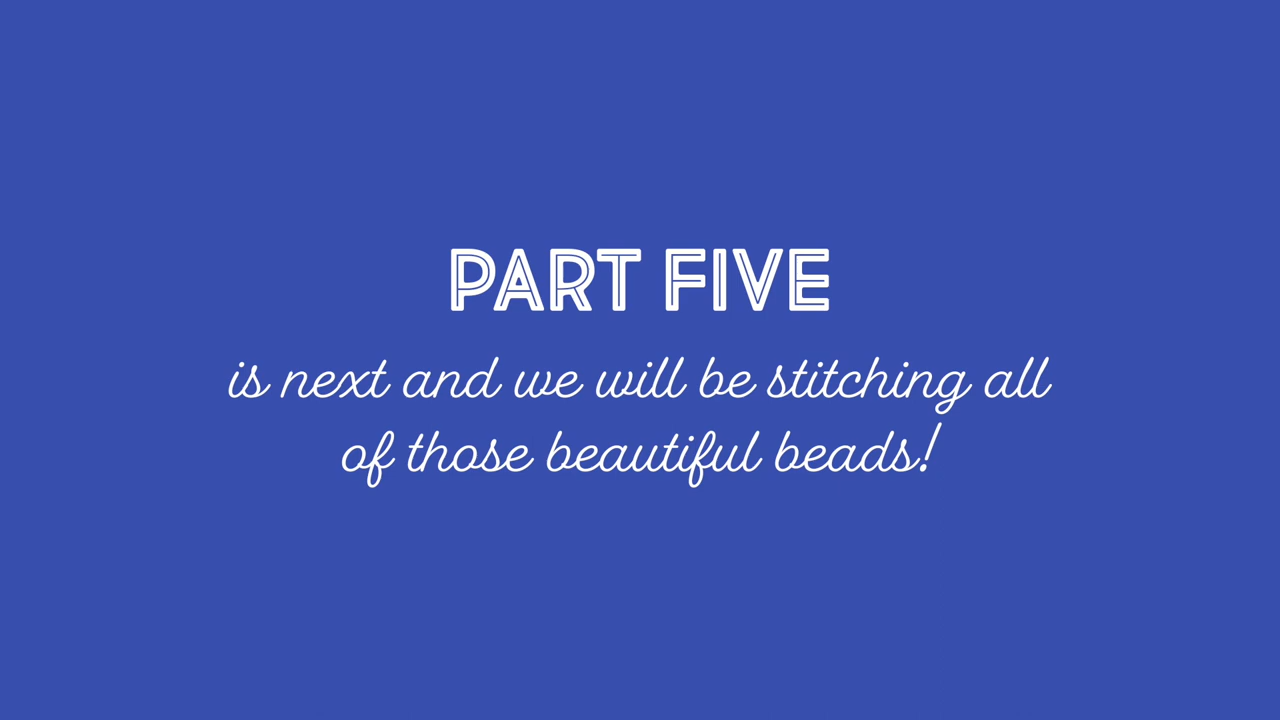 PART FIVE
is next and we will be stitching all
of those beautiful beads!